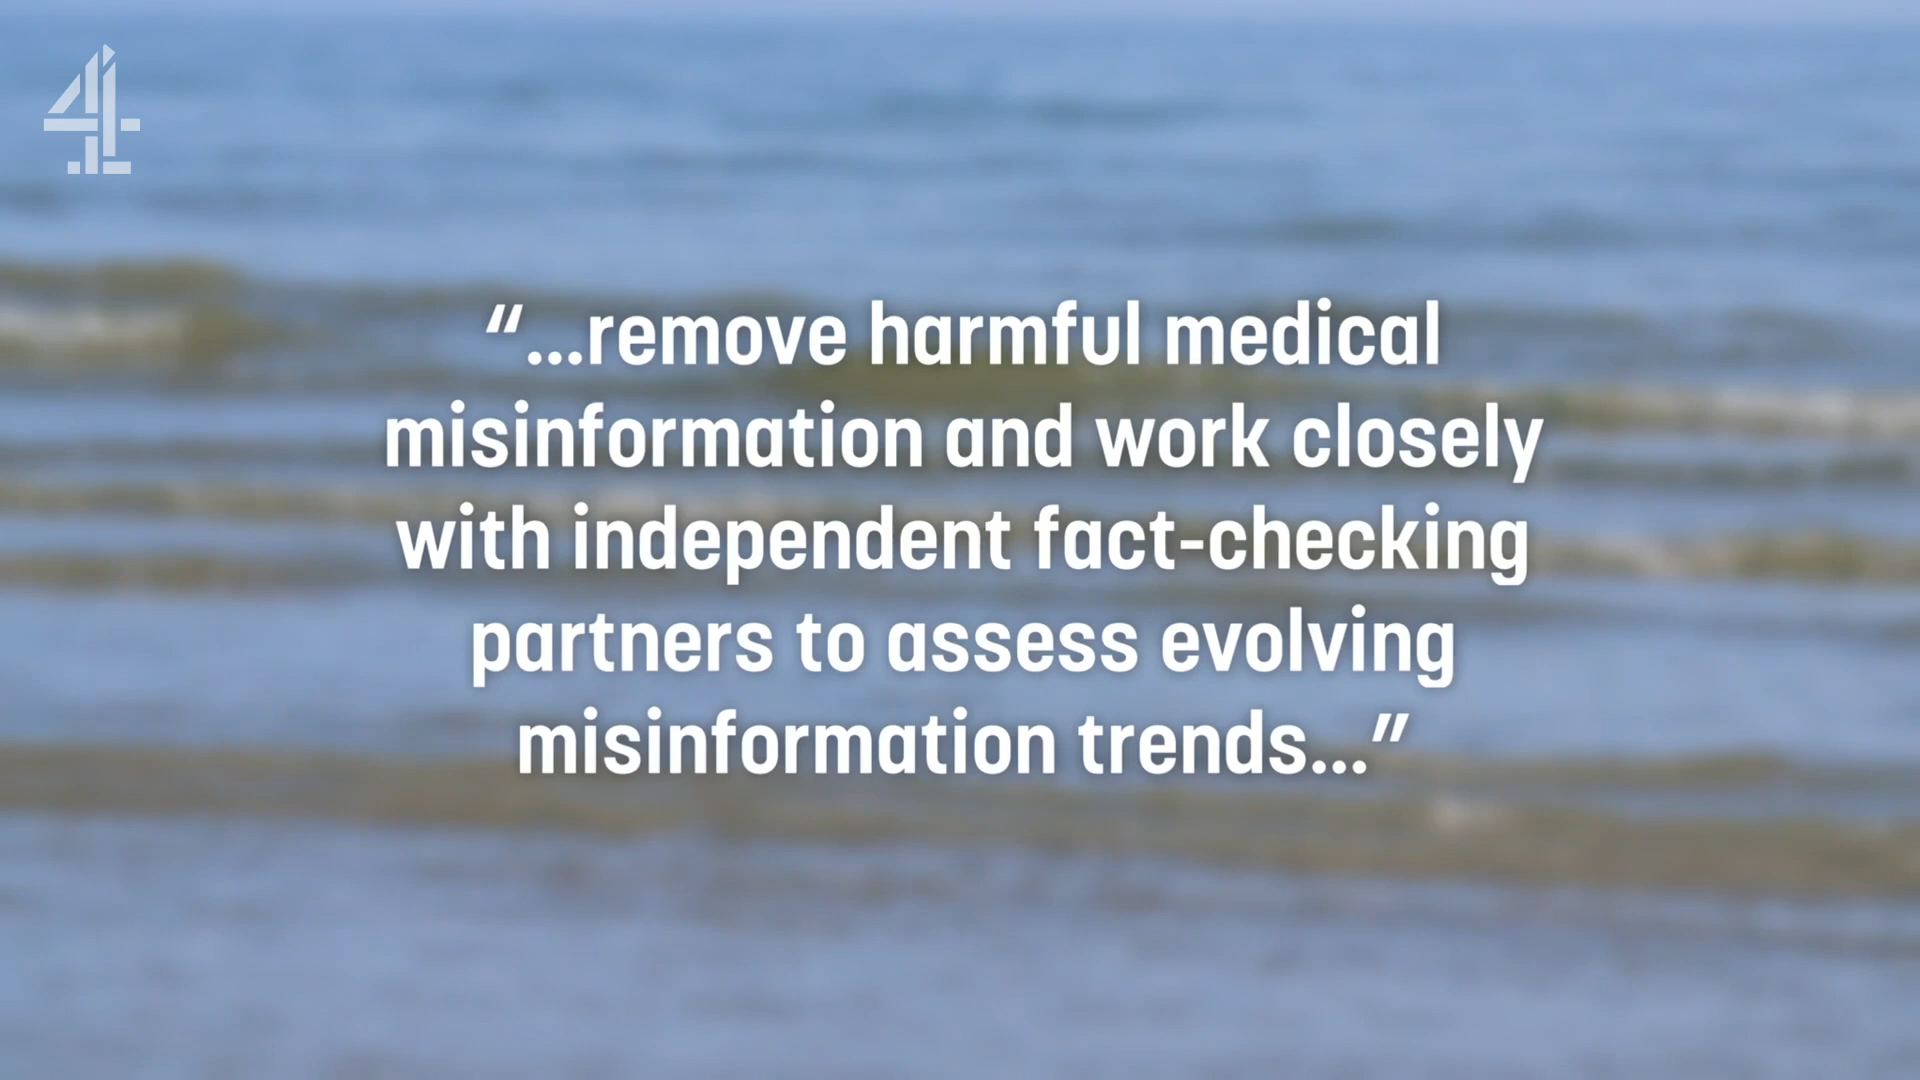 “...remove harmful medical
misinformation and work closely
with independent fact-checking
partners to assess evolving
misinformation trends...”